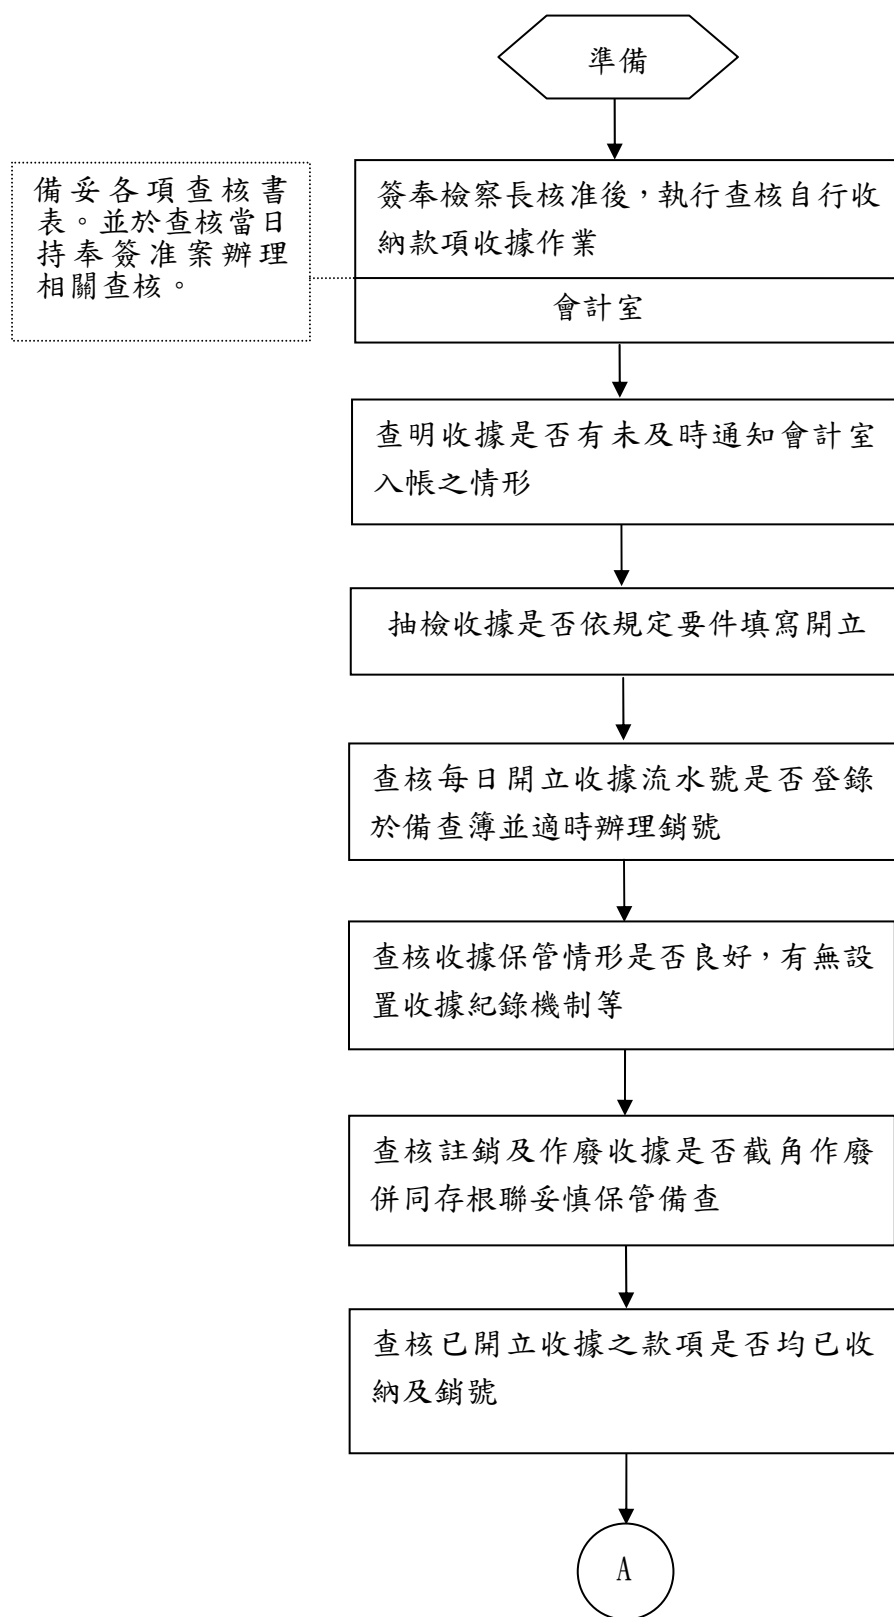 準備
簽奉檢察長核准後，執行查核自行收
納款項收據作業
會計室
備妥各項查核書
表。並於查核當日
持奉簽准案辦理
相關查核。
查明收據是否有未及時通知會計室
入帳之情形
抽檢收據是否依規定要件填寫開立
查核每日開立收據流水號是否登錄
於備查簿並適時辦理銷號
查核收據保管情形是否良好，有無設
置收據紀錄機制等
查核註銷及作廢收據是否截角作廢
併同存根聯妥慎保管備查
查核已開立收據之款項是否均已收
納及銷號
A